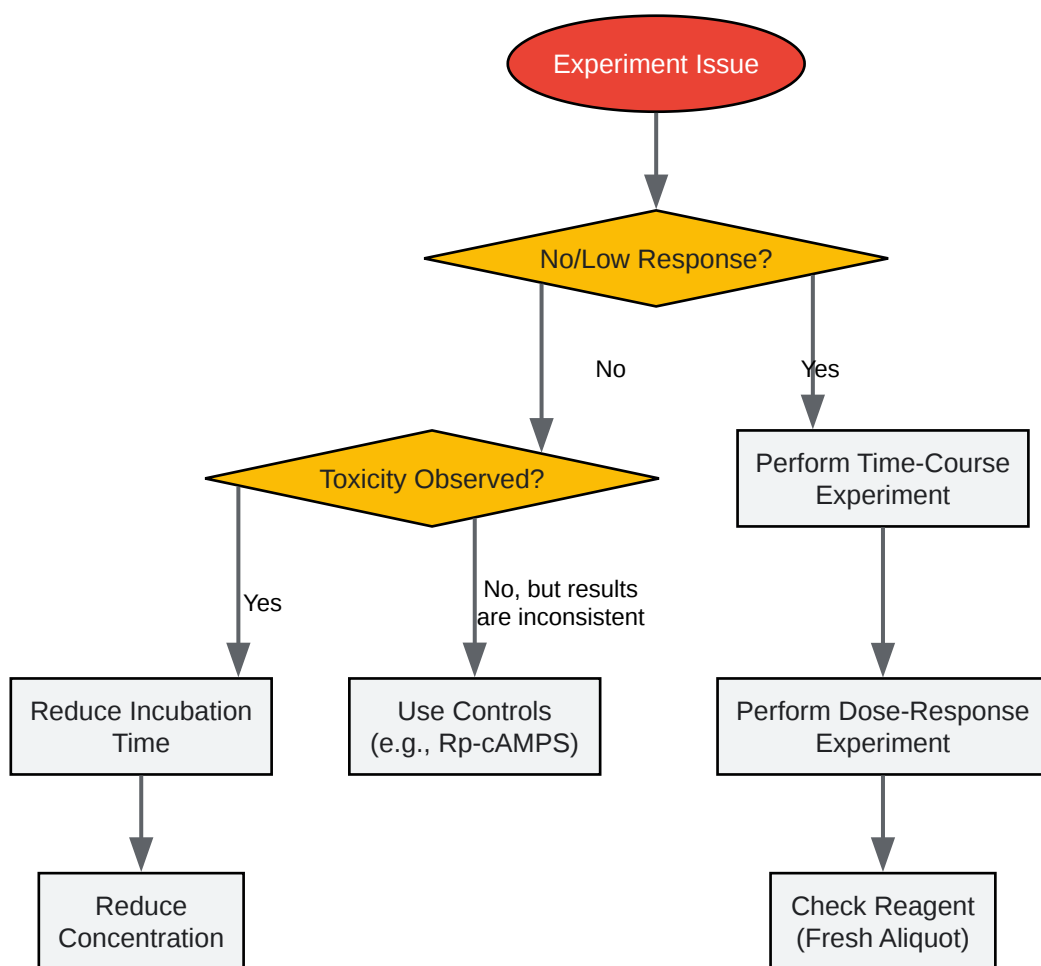 Experiment Issue
No/Low Response?
No
Yes
Toxicity Observed?
Perform Time-Course
Experiment
Yes
No, but results
are inconsistent
Reduce Incubation
Time
Use Controls
(e.g., Rp-cAMPS)
Perform Dose-Response
Experiment
Reduce
Concentration
Check Reagent
(Fresh Aliquot)